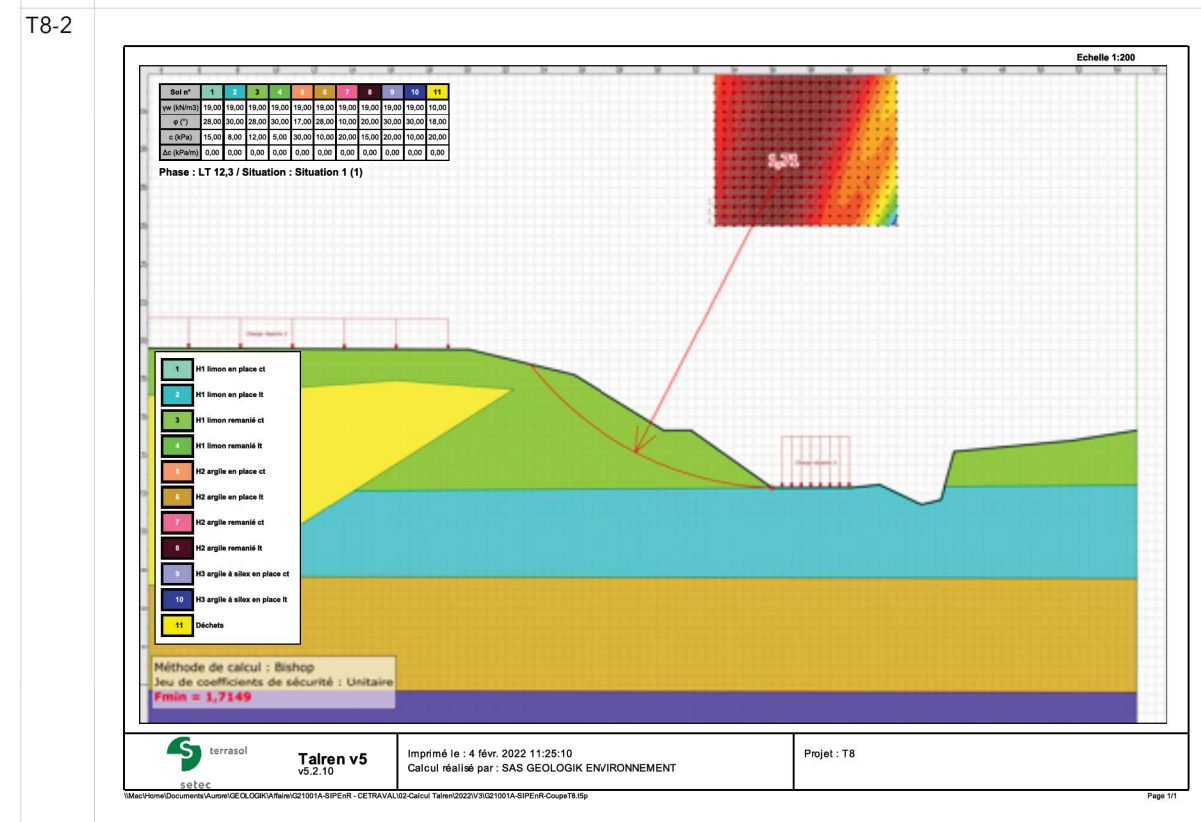 T8-2
Echelle 1:200
Sol n° 1 2 3 4 5 6 7 8 9 10 11
γw (kN/m3) 19,00 19,00 19,00 19,00 19,00 19,00 19,00 19,00 19,00 19,00 10,00
φ (°) 28,00 30,00 28,00 30,00 17,00 28,00 10,00 20,00 30,00 30,00 18,00
c (kPa) 15,00 8,00 12,00 5,00 30,00 10,00 20,00 15,00 20,00 10,00 20,00
Δc (kPa/m) 0,00 0,00 0,00 0,00 0,00 0,00 0,00 0,00 0,00 0,00 0,00
Phase : LT 12,3 / Situation : Situation 1 (1)
1,71
1 H1 limon en place ct
2 H1 limon en place lt
3 H1 limon remanié ct
4 H1 limon remanié lt
5 H2 argile en place ct
6 H2 argile en place lt
7 H2 argile remanié ct
8 H2 argile remanié lt
9 H3 argile à silex en place ct
10 H3 argile à silex en place lt
11 Déchets
Méthode de calcul : Bishop
Jeu de coefficients de sécurité : Unitaire
Fmin = 1,7149
terrasol
setec
Talren v5
v5.2.10
Imprimé le : 4 févr. 2022 11:25:10
Calcul réalisé par : SAS GEOLOGIK ENVIRONNEMENT
Projet : T8
\\Mac\Home\Documents\Aurore\GEOLOGIK\Affaire\G21001A-SIPEnR - CETRAVAL\02-Calcul Talren\2022\V3\G21001A-SIPEnR-CoupeT8.t5p
Page 1/1